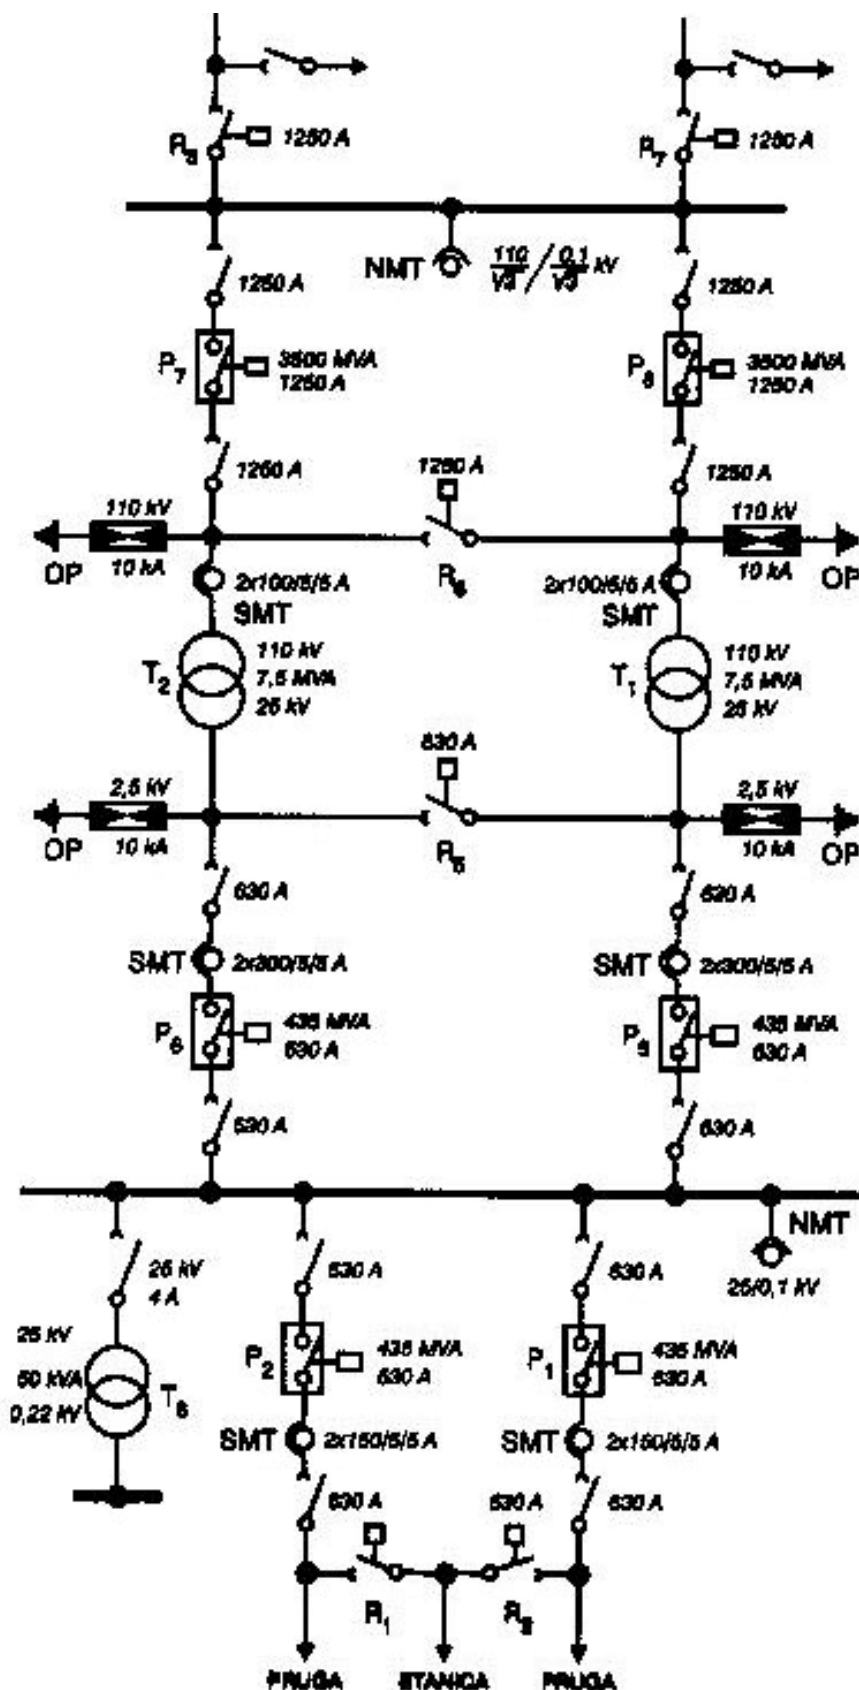 1250 A
1250 A
R₇
NMT
110/√3 / 0,1/√3 kV
1250 A
1250 A
P₇
3500 MVA
1250 A
P₈
3500 MVA
1250 A
1250 A
1250 A
1250 A
110 kV
10 kA
OP
R₆
110 kV
10 kA
OP
2x100/5/5 A
SMT
2x100/5/5 A
SMT
T₂
110 kV
7,5 MVA
25 kV
T₁
110 kV
7,5 MVA
25 kV
630 A
2,5 kV
10 kA
OP
R₅
2,5 kV
10 kA
OP
630 A
630 A
SMT
2x300/5/5 A
SMT
2x300/5/5 A
P₆
435 MVA
630 A
P₅
435 MVA
630 A
630 A
630 A
NMT
25/0,1 kV
25 kV
4 A
630 A
630 A
25 kV
50 kVA
0,22 kV
P₂
435 MVA
630 A
P₁
435 MVA
630 A
SMT
2x150/5/5 A
SMT
2x150/5/5 A
630 A
630 A
630 A
R₁
PRUGA
STANICA
PRUGA